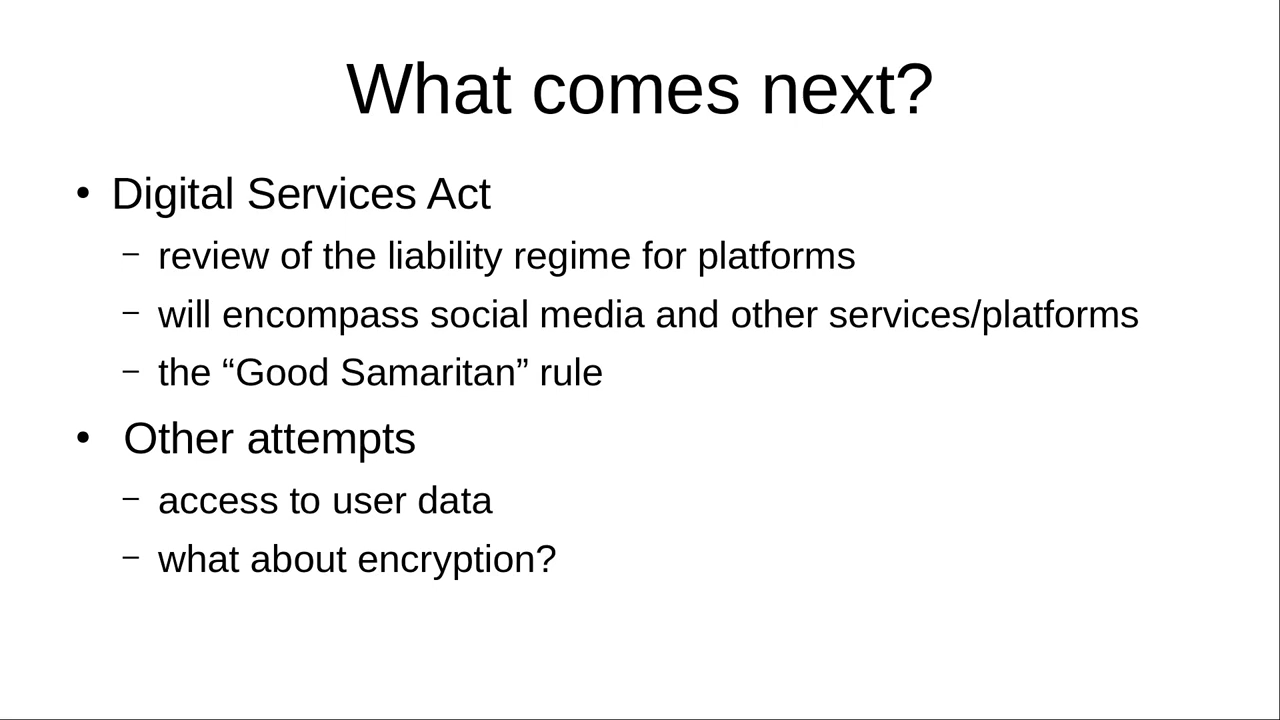 What comes next?
• Digital Services Act
– review of the liability regime for platforms
– will encompass social media and other services/platforms
– the “Good Samaritan” rule
• Other attempts
– access to user data
– what about encryption?